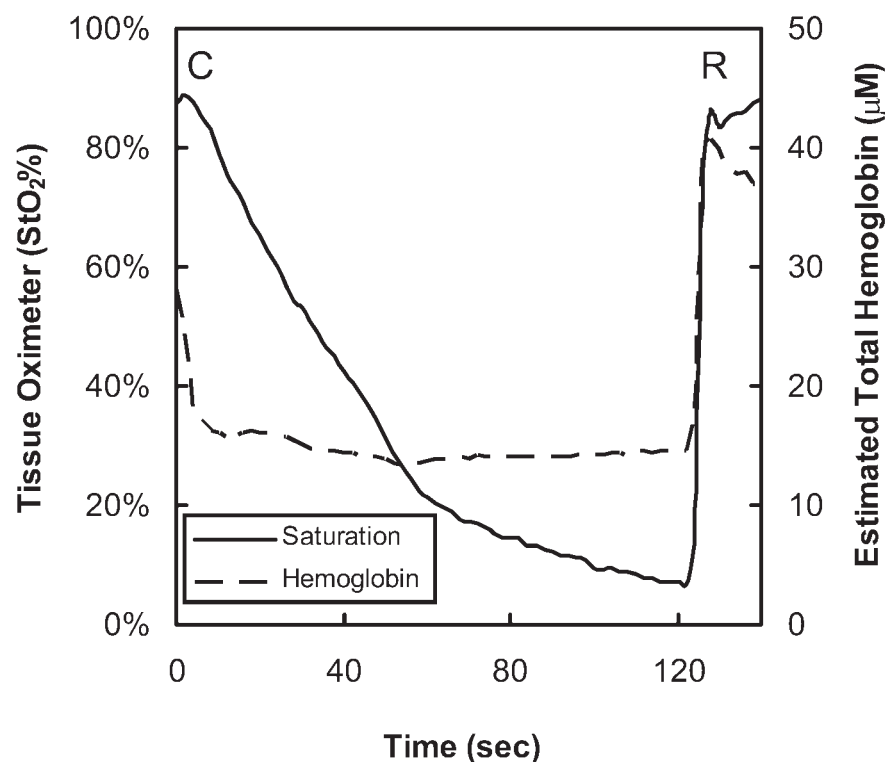 100%
80%
60%
40%
20%
0%
Tissue Oximeter (StO₂%)
C
R
50
40
30
20
10
0
Estimated Total Hemoglobin (μM)
Saturation
Hemoglobin
0
40
80
120
Time (sec)